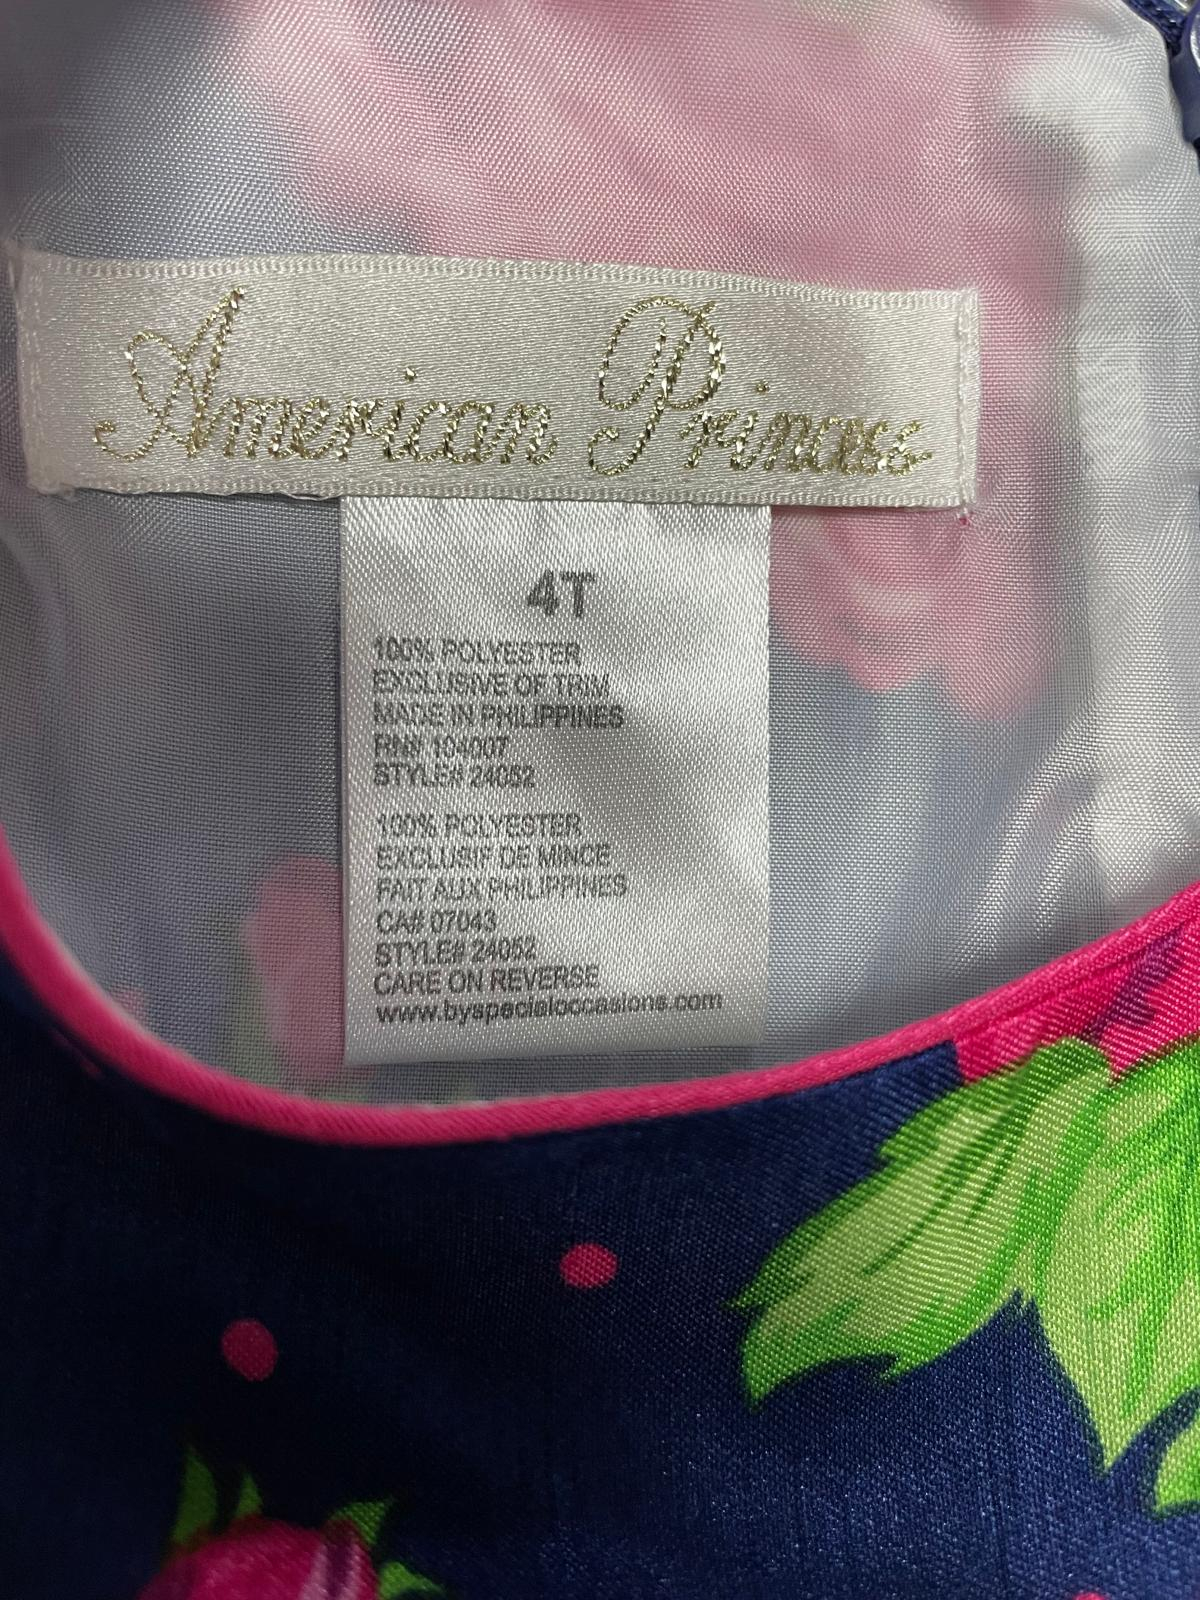 American Princess
4T
100% POLYESTER
EXCLUSIVE OF TRIM
MADE IN PHILIPPINES
RN# 104007
STYLE# 24052
100% POLYESTER
EXCLUSIF DE MINCE
FAIT AUX PHILIPPINES
CA# 07043
STYLE# 24052
CARE ON REVERSE
www.byspecialoccasions.com